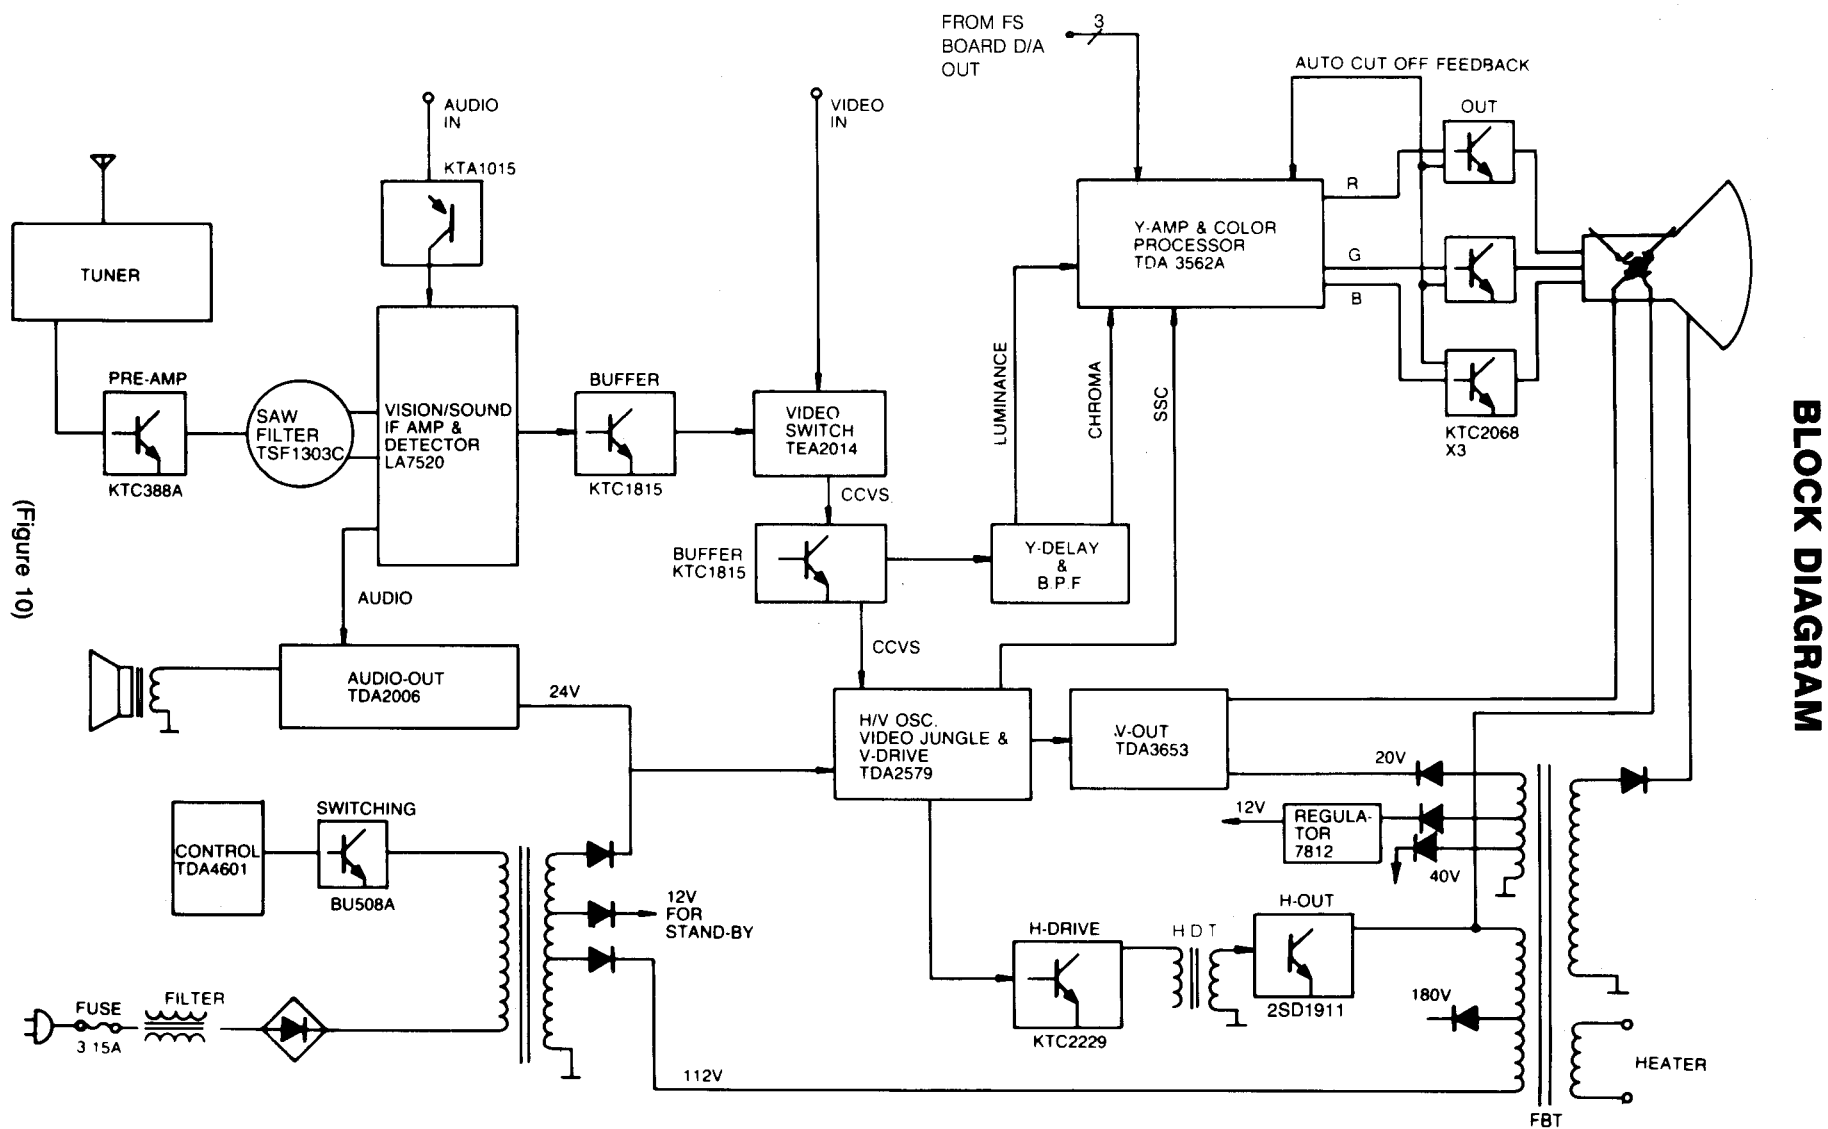 FROM FS
BOARD D/A
OUT
3
AUTO CUT OFF FEEDBACK
OUT
AUDIO
IN
VIDEO
IN
KTA1015
TUNER
R
G
B
Y-AMP & COLOR
PROCESSOR
TDA 3562A
PRE-AMP
KTC388A
SAW
FILTER
TSF1303C
VISION/SOUND
IF AMP &
DETECTOR
LA7520
BUFFER
KTC1815
VIDEO
SWITCH
TEA2014
LUMINANCE
CHROMA
SSC
KTC2068
X3
BLOCK DIAGRAM
(Figure 10)
CCVS
BUFFER
KTC1815
Y-DELAY
&
B.P.F
AUDIO
CCVS
AUDIO-OUT
TDA2006
24V
H/V OSC.
VIDEO JUNGLE &
V-DRIVE
TDA2579
V-OUT
TDA3653
20V
12V
REGULA-
TOR
7812
40V
SWITCHING
CONTROL
TDA4601
BU508A
12V
FOR
STAND-BY
H-DRIVE
KTC2229
H D T
H-OUT
2SD1911
180V
FUSE
3 15A
FILTER
112V
HEATER
FBT